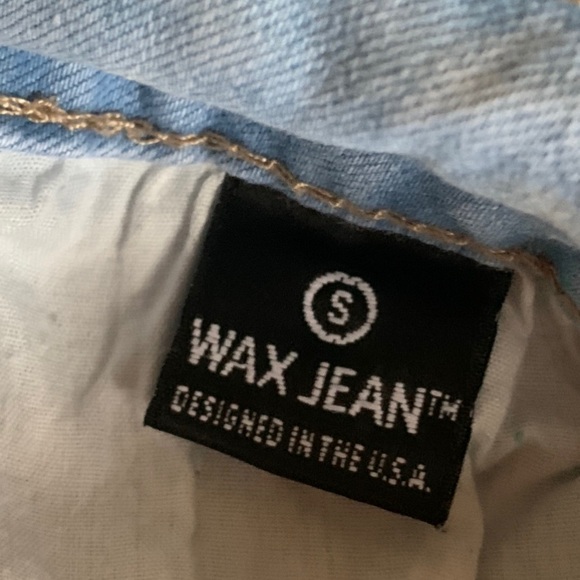 S
WAX JEAN™
DESIGNED IN THE U.S.A.